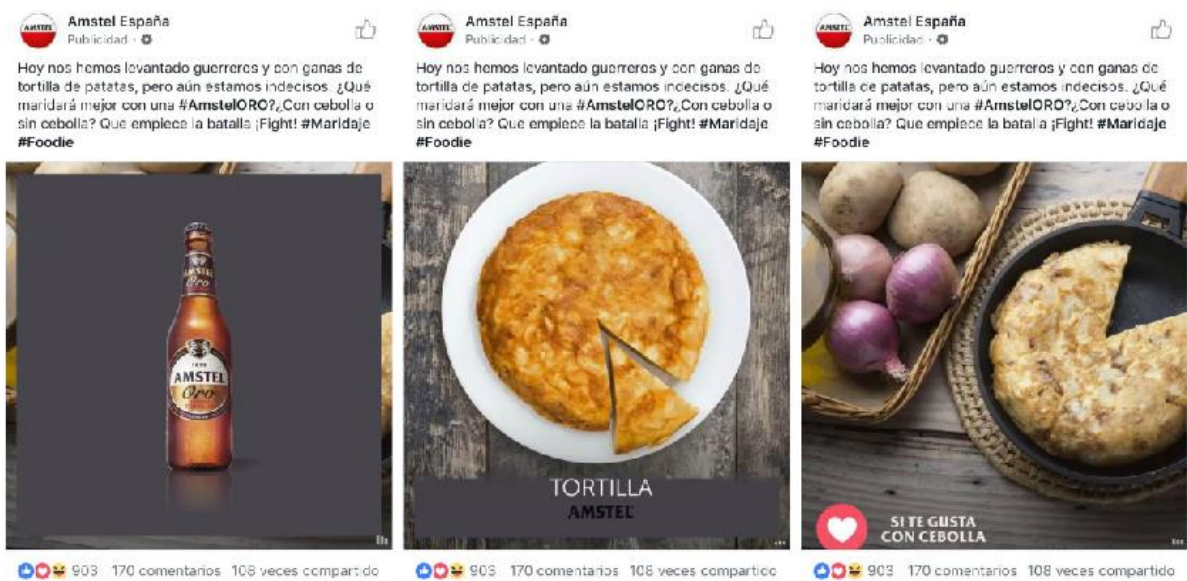 Amstel España
Publicidad ·
Hoy nos hemos levantado guerreros y con ganas de
tortilla de patatas, pero aún estamos indecisos. ¿Qué
maridará mejor con una #AmstelORO?¿Con cebolla o
sin cebolla? Que empiece la batalla ¡Fight! #Maridaje
#Foodie
AMSTEL
Oro
AMSTEL
Oro
903 170 comentarios 108 veces compartido
Amstel España
Publicidad ·
Hoy nos hemos levantado guerreros y con ganas de
tortilla de patatas, pero aún estamos indecisos. ¿Qué
maridará mejor con una #AmstelORO?¿Con cebolla o
sin cebolla? Que empiece la batalla ¡Fight! #Maridaje
#Foodie
TORTILLA
AMSTEL
903 170 comentarios 108 veces compartido
Amstel España
Publicidad ·
Hoy nos hemos levantado guerreros y con ganas de
tortilla de patatas, pero aún estamos indecisos. ¿Qué
maridará mejor con una #AmstelORO?¿Con cebolla o
sin cebolla? Que empiece la batalla ¡Fight! #Maridaje
#Foodie
SI TE GUSTA
CON CEBOLLA
903 170 comentarios 108 veces compartido